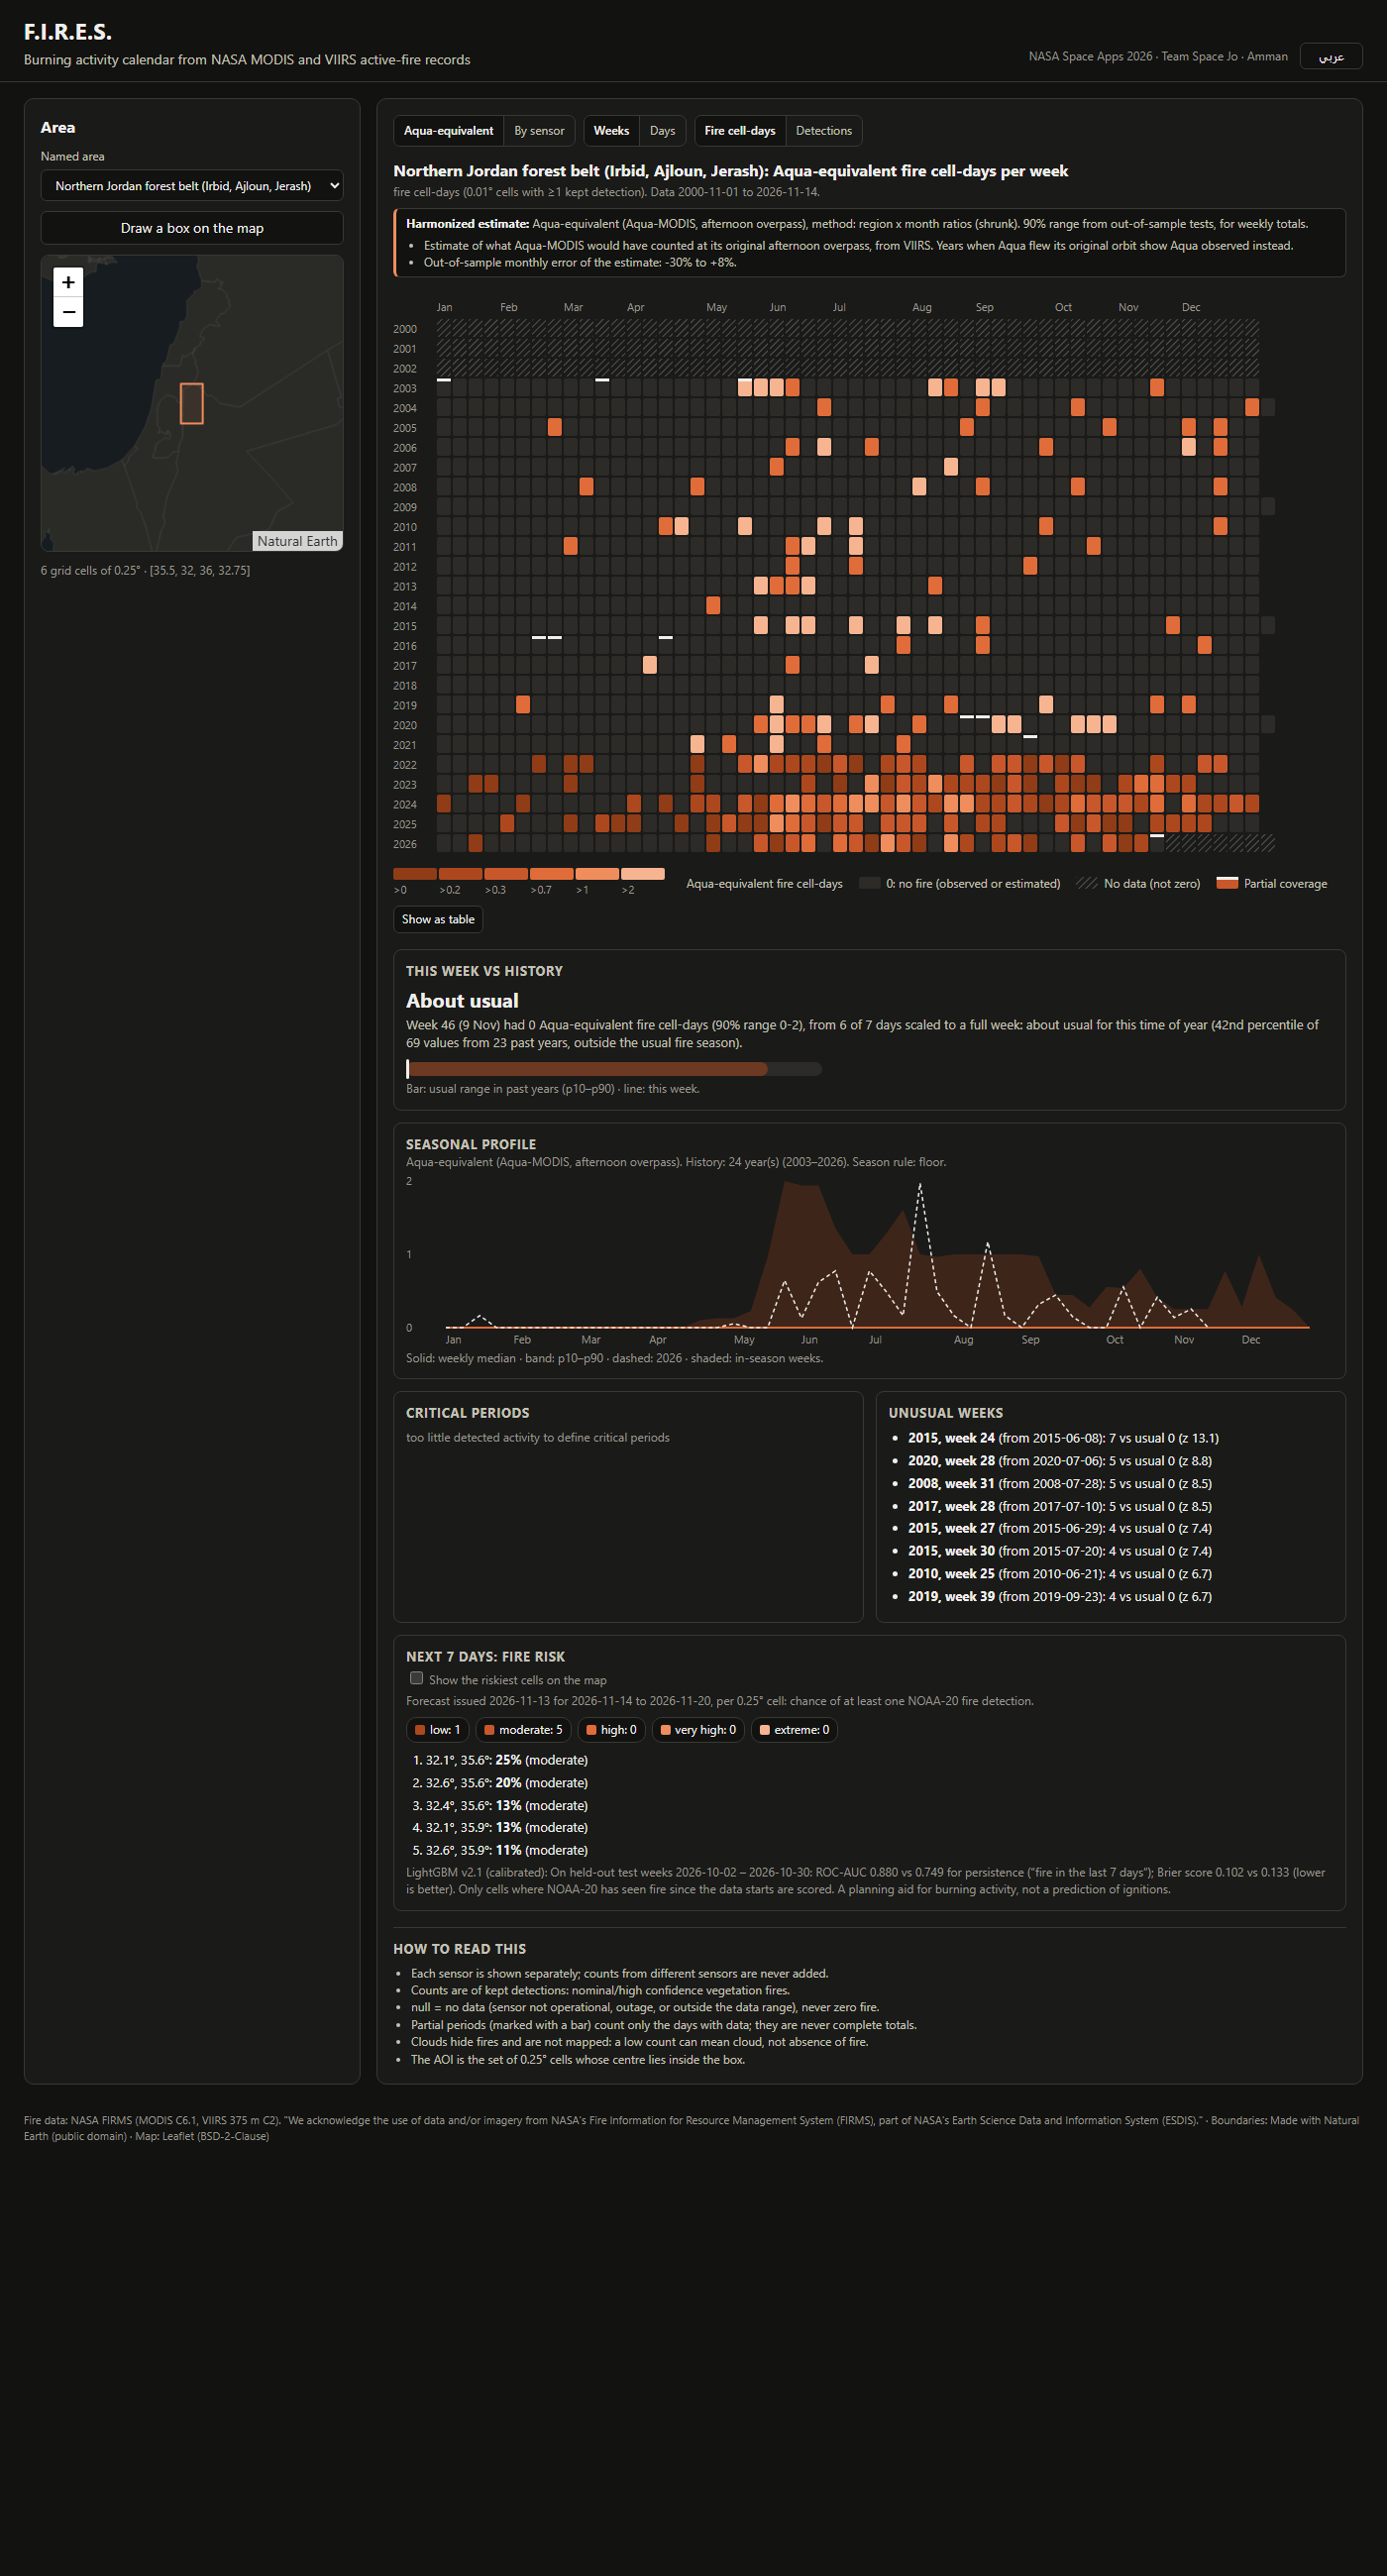 F.I.R.E.S.
Burning activity calendar from NASA MODIS and VIIRS active-fire records
NASA Space Apps 2026 · Team Space Jo · Amman
عربي
Area
Named area
Northern Jordan forest belt (Irbid, Ajloun, Jerash)
Draw a box on the map
+
−
Natural Earth
6 grid cells of 0.25° · [35.5, 32, 36, 32.75]
Aqua-equivalent By sensor Weeks Days Fire cell-days Detections
Northern Jordan forest belt (Irbid, Ajloun, Jerash): Aqua-equivalent fire cell-days per week
fire cell-days (0.01° cells with ≥1 kept detection). Data 2000-11-01 to 2026-11-14.
Harmonized estimate: Aqua-equivalent (Aqua-MODIS, afternoon overpass), method: region x month ratios (shrunk). 90% range from out-of-sample tests, for weekly totals.
• Estimate of what Aqua-MODIS would have counted at its original afternoon overpass, from VIIRS. Years when Aqua flew its original orbit show Aqua observed instead.
• Out-of-sample monthly error of the estimate: -30% to +8%.
Jan Feb Mar Apr May Jun Jul Aug Sep Oct Nov Dec
2000
2001
2002
2003
2004
2005
2006
2007
2008
2009
2010
2011
2012
2013
2014
2015
2016
2017
2018
2019
2020
2021
2022
2023
2024
2025
2026
>0 >0.2 >0.3 >0.7 >1 >2
Aqua-equivalent fire cell-days 0: no fire (observed or estimated) No data (not zero) Partial coverage
Show as table
THIS WEEK VS HISTORY
About usual
Week 46 (9 Nov) had 0 Aqua-equivalent fire cell-days (90% range 0-2), from 6 of 7 days scaled to a full week: about usual for this time of year (42nd percentile of
69 values from 23 past years, outside the usual fire season).
Bar: usual range in past years (p10–p90) · line: this week.
SEASONAL PROFILE
Aqua-equivalent (Aqua-MODIS, afternoon overpass). History: 24 year(s) (2003–2026). Season rule: floor.
2
1
0
Jan Feb Mar Apr May Jun Jul Aug Sep Oct Nov Dec
Solid: weekly median · band: p10–p90 · dashed: 2026 · shaded: in-season weeks.
CRITICAL PERIODS
too little detected activity to define critical periods
UNUSUAL WEEKS
• 2015, week 24 (from 2015-06-08): 7 vs usual 0 (z 13.1)
• 2020, week 28 (from 2020-07-06): 5 vs usual 0 (z 8.8)
• 2008, week 31 (from 2008-07-28): 5 vs usual 0 (z 8.5)
• 2017, week 28 (from 2017-07-10): 5 vs usual 0 (z 8.5)
• 2015, week 27 (from 2015-06-29): 4 vs usual 0 (z 7.4)
• 2015, week 30 (from 2015-07-20): 4 vs usual 0 (z 7.4)
• 2010, week 25 (from 2010-06-21): 4 vs usual 0 (z 6.7)
• 2019, week 39 (from 2019-09-23): 4 vs usual 0 (z 6.7)
NEXT 7 DAYS: FIRE RISK
Show the riskiest cells on the map
Forecast issued 2026-11-13 for 2026-11-14 to 2026-11-20, per 0.25° cell: chance of at least one NOAA-20 fire detection.
low: 1 moderate: 5 high: 0 very high: 0 extreme: 0
1. 32.1°, 35.6°: 25% (moderate)
2. 32.6°, 35.6°: 20% (moderate)
3. 32.4°, 35.6°: 13% (moderate)
4. 32.1°, 35.9°: 13% (moderate)
5. 32.6°, 35.9°: 11% (moderate)
LightGBM v2.1 (calibrated): On held-out test weeks 2026-10-02 – 2026-10-30: ROC-AUC 0.880 vs 0.749 for persistence ("fire in the last 7 days"); Brier score 0.102 vs 0.133 (lower
is better). Only cells where NOAA-20 has seen fire since the data starts are scored. A planning aid for burning activity, not a prediction of ignitions.
HOW TO READ THIS
• Each sensor is shown separately; counts from different sensors are never added.
• Counts are of kept detections: nominal/high confidence vegetation fires.
• null = no data (sensor not operational, outage, or outside the data range), never zero fire.
• Partial periods (marked with a bar) count only the days with data; they are never complete totals.
• Clouds hide fires and are not mapped: a low count can mean cloud, not absence of fire.
• The AOI is the set of 0.25° cells whose centre lies inside the box.
Fire data: NASA FIRMS (MODIS C6.1, VIIRS 375 m C2). "We acknowledge the use of data and/or imagery from NASA's Fire Information for Resource Management System (FIRMS), part of NASA's Earth Science Data and Information System (ESDIS)." · Boundaries: Made with Natural
Earth (public domain) · Map: Leaflet (BSD-2-Clause)